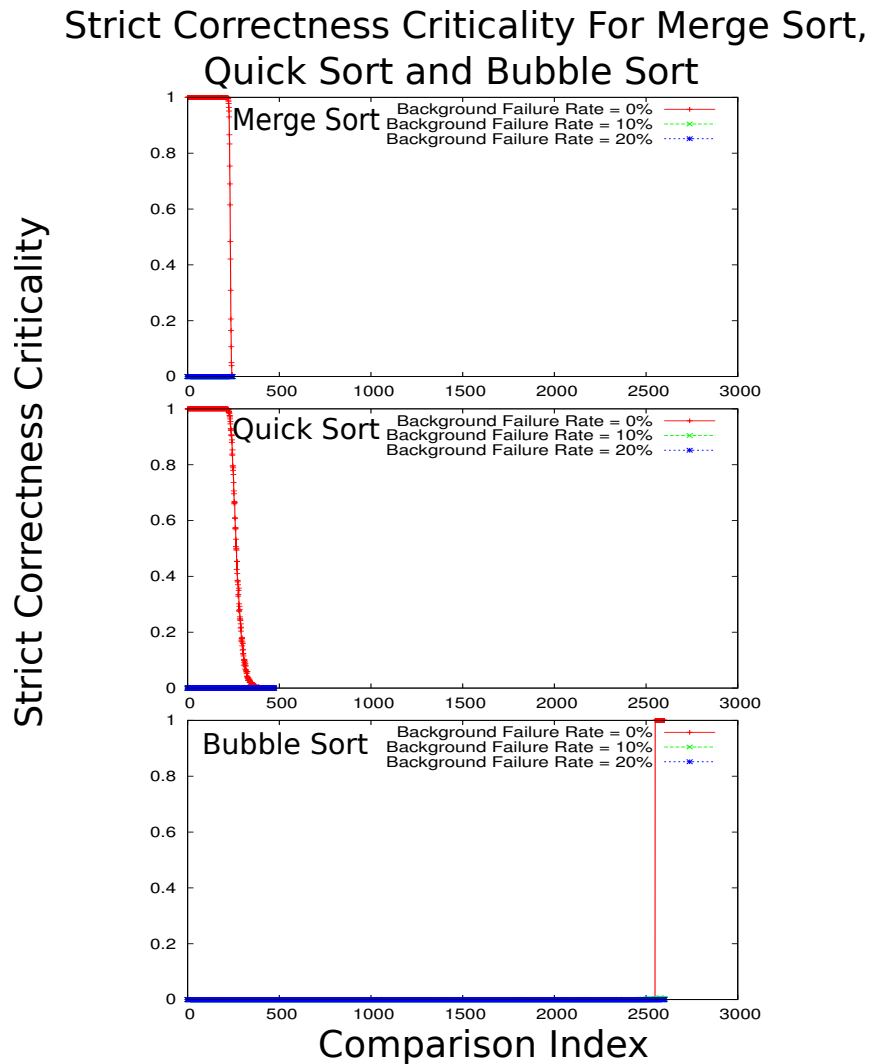 Strict Correctness Criticality For Merge Sort,
Quick Sort and Bubble Sort
Strict Correctness Criticality
Merge Sort
Background Failure Rate = 0%
Background Failure Rate = 10%
Background Failure Rate = 20%
1
0.8
0.6
0.4
0.2
0
0 500 1000 1500 2000 2500 3000
Quick Sort
Background Failure Rate = 0%
Background Failure Rate = 10%
Background Failure Rate = 20%
1
0.8
0.6
0.4
0.2
0
0 500 1000 1500 2000 2500 3000
Bubble Sort
Background Failure Rate = 0%
Background Failure Rate = 10%
Background Failure Rate = 20%
1
0.8
0.6
0.4
0.2
0
0 500 1000 1500 2000 2500 3000
Comparison Index